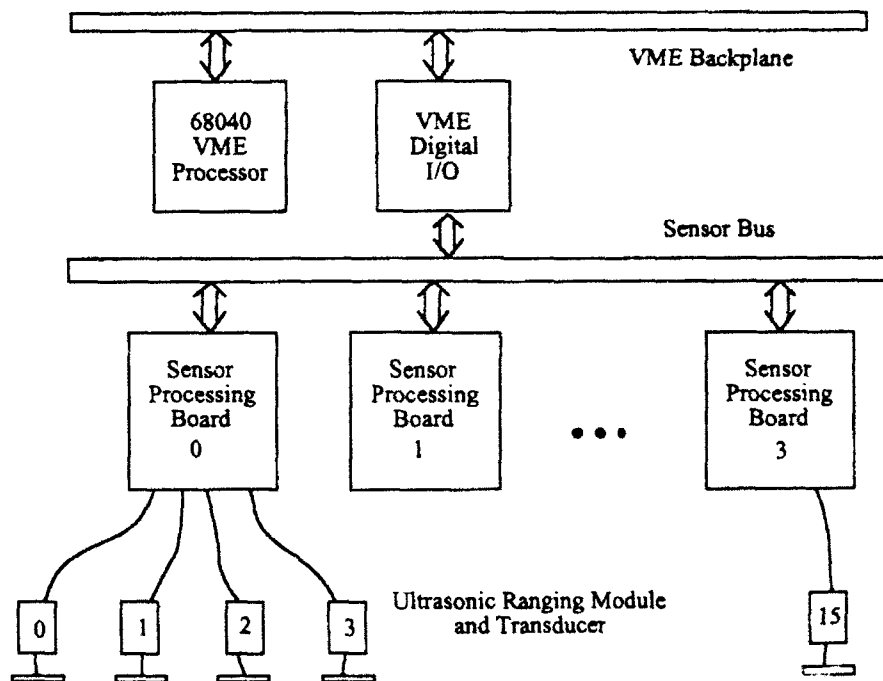 VME Backplane
68040
VME
Processor
VME
Digital
I/O
Sensor Bus
Sensor
Processing
Board
0
Sensor
Processing
Board
1
Sensor
Processing
Board
3
Ultrasonic Ranging Module
and Transducer
0
1
2
3
15